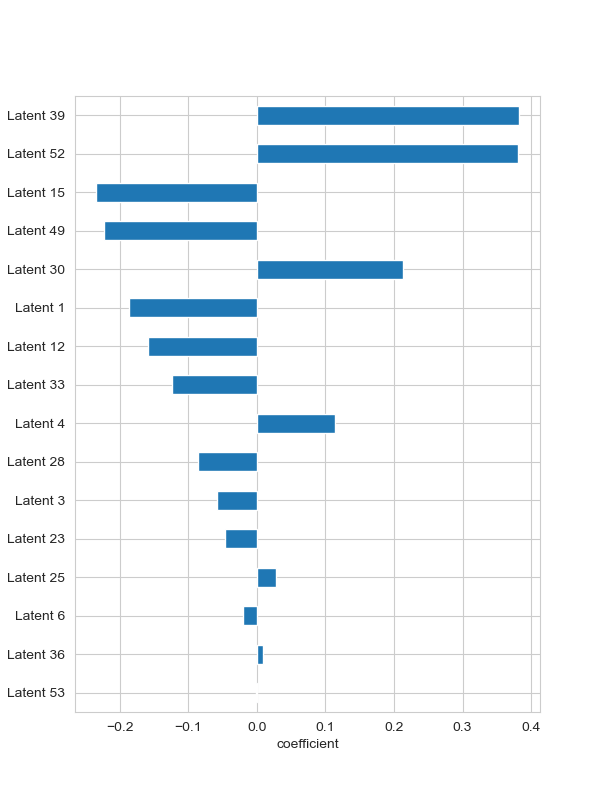 Latent 39
Latent 52
Latent 15
Latent 49
Latent 30
Latent 1
Latent 12
Latent 33
Latent 4
Latent 28
Latent 3
Latent 23
Latent 25
Latent 6
Latent 36
Latent 53
−0.2 −0.1 0.0 0.1 0.2 0.3 0.4
coefficient